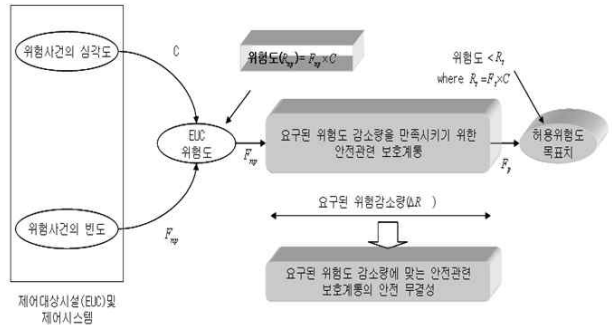 위험사건의 심각도
C
위험도(R_np)= F_np×C
위험도 < R_t
where R_t=F_t×C
EUC
위험도
F_np
요구된 위험도 감소량을 만족시키기 위한
안전관련 보호계통
F_p
허용위험도
목표치
위험사건의 빈도
F_np
요구된 위험감소량(ΔR )
요구된 위험도 감소량에 맞는 안전관련
보호계통의 안전 무결성
제어대상시설(EUC)및
제어시스템